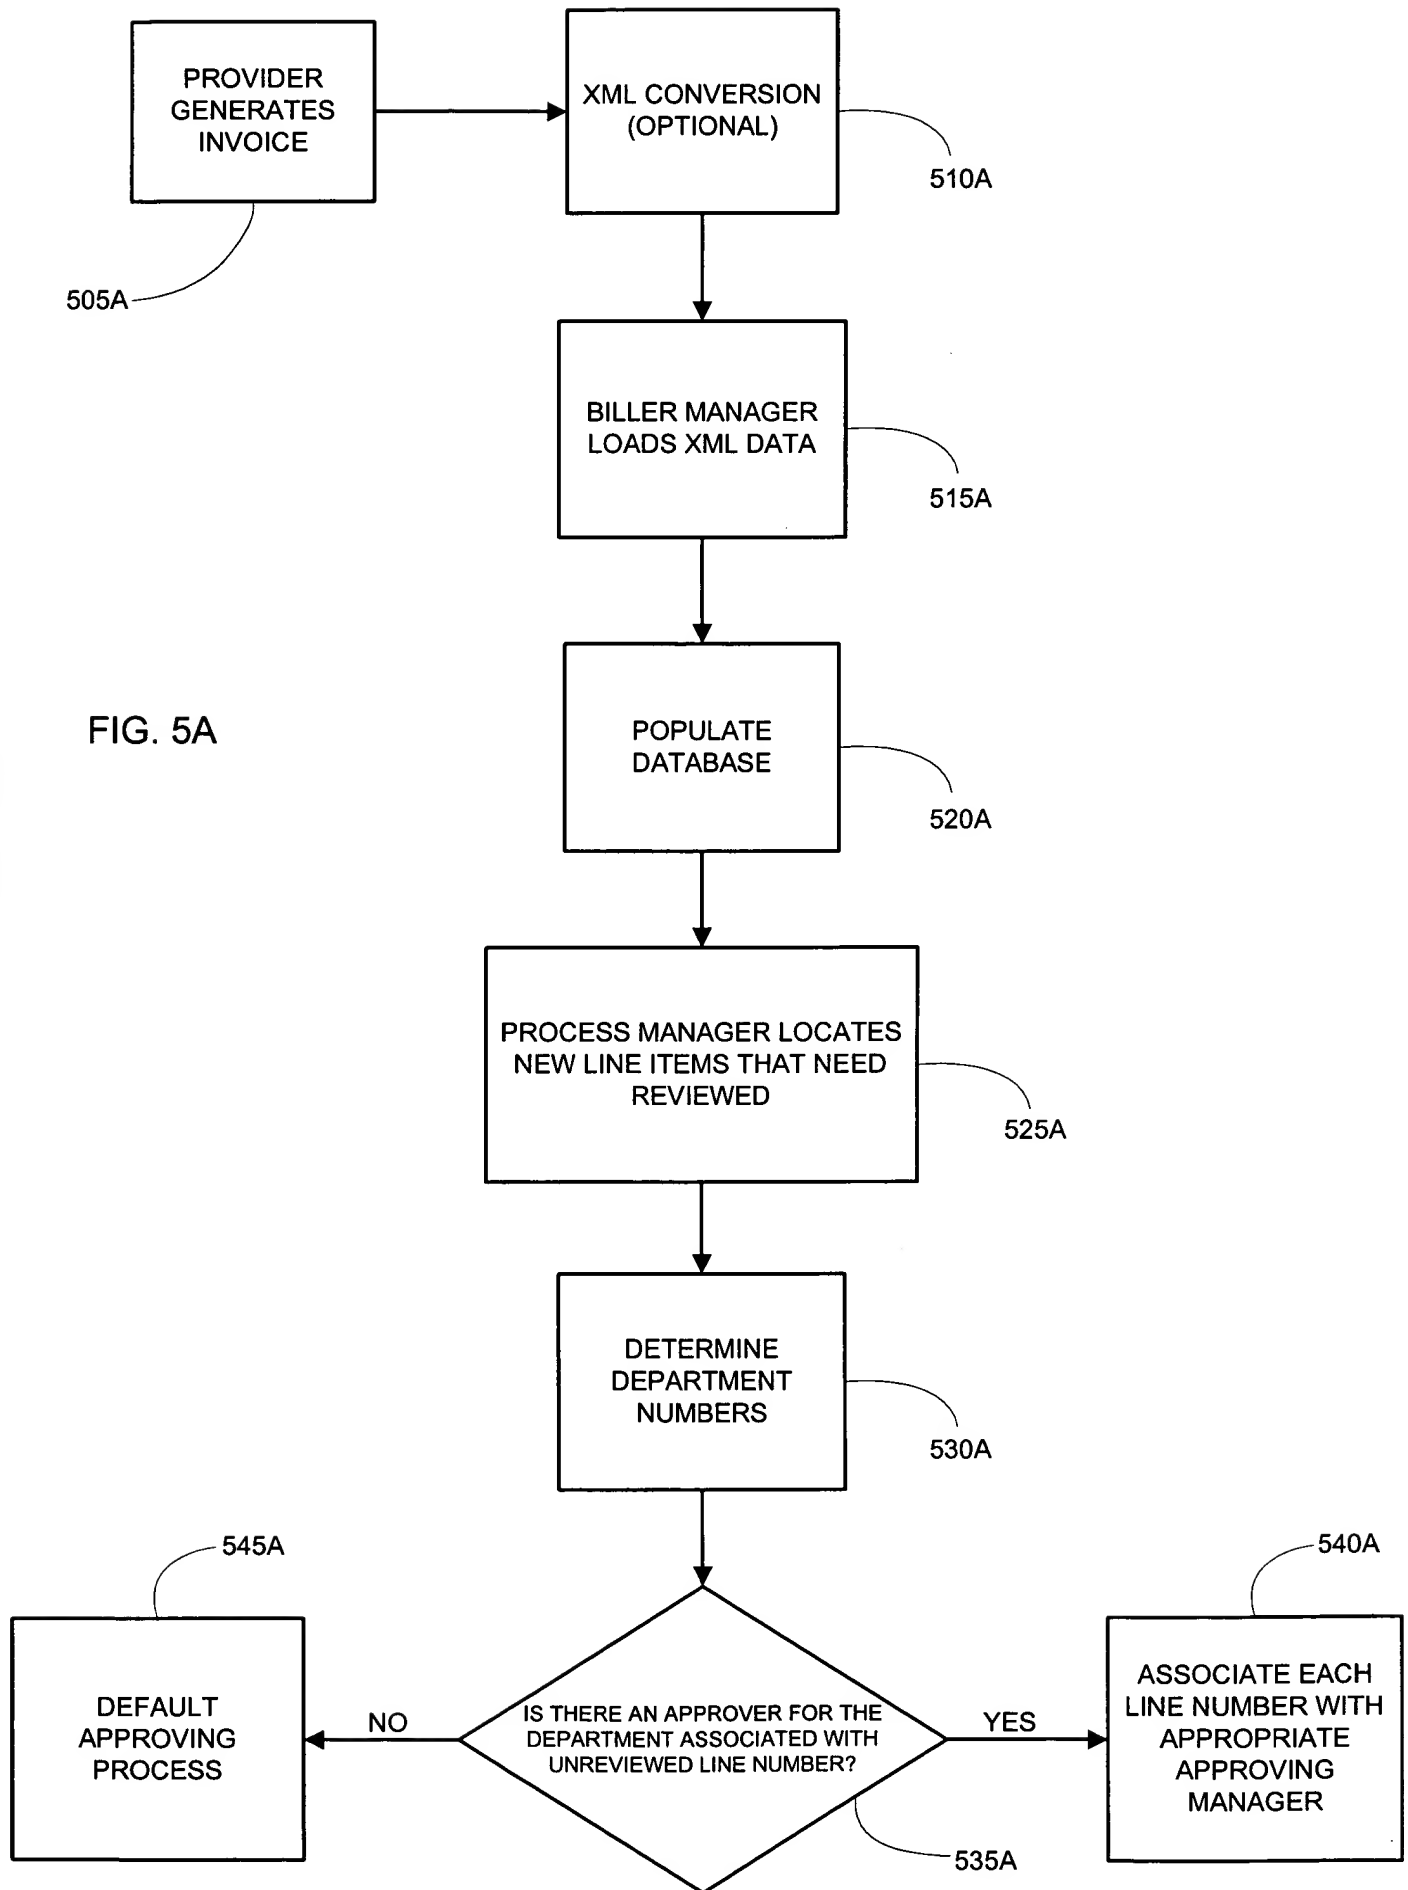 PROVIDER
GENERATES
INVOICE
XML CONVERSION
(OPTIONAL)
510A
505A
BILLER MANAGER
LOADS XML DATA
515A
FIG. 5A
POPULATE
DATABASE
520A
PROCESS MANAGER LOCATES
NEW LINE ITEMS THAT NEED
REVIEWED
525A
DETERMINE
DEPARTMENT
NUMBERS
530A
545A
540A
DEFAULT
APPROVING
PROCESS
NO
IS THERE AN APPROVER FOR THE
DEPARTMENT ASSOCIATED WITH
UNREVIEWED LINE NUMBER?
YES
ASSOCIATE EACH
LINE NUMBER WITH
APPROPRIATE
APPROVING
MANAGER
535A